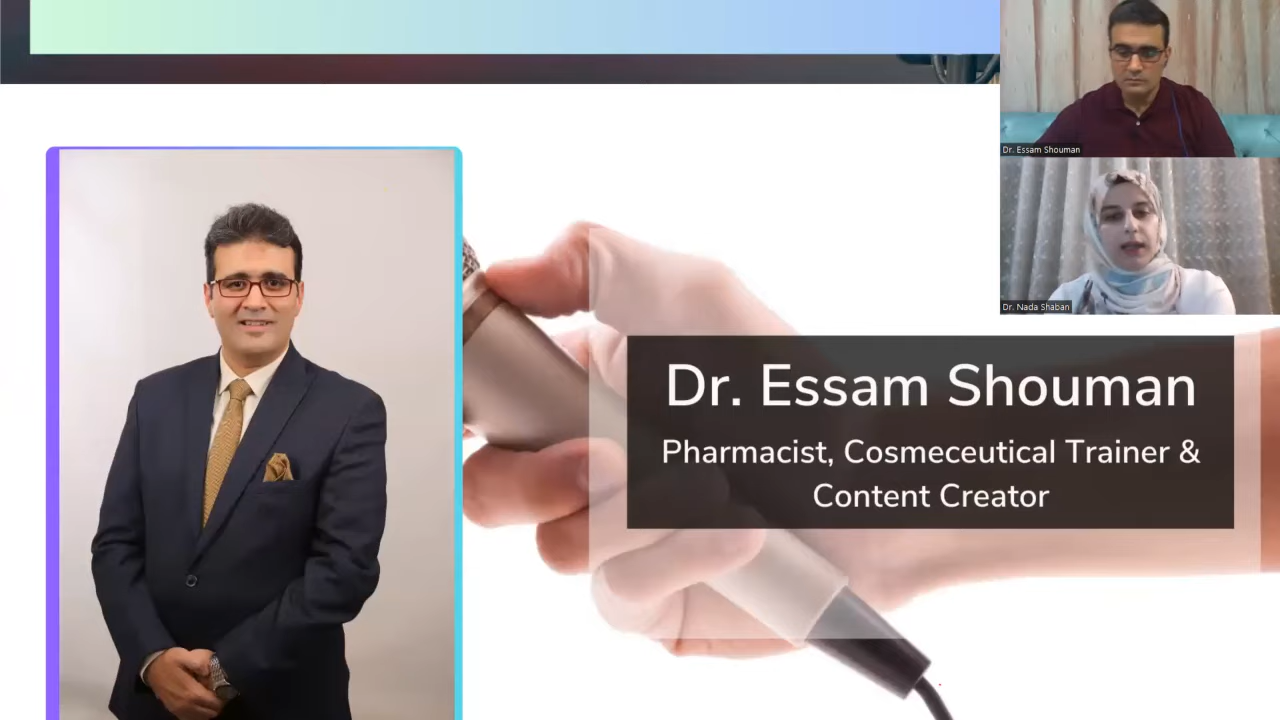 Dr. Essam Shouman
Dr. Nada Shaban
Dr. Essam Shouman
Pharmacist, Cosmeceutical Trainer &
Content Creator